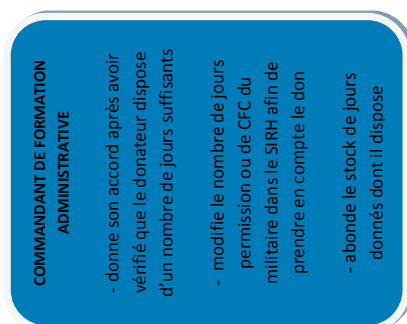 COMMANDANT DE FORMATION
ADMINISTRATIVE
- donne son accord après avoir
vérifié que le donateur dispose
d'un nombre de jours suffisants
- modifie le nombre de jours
permission ou de CFC du
militaire dans le SIRH afin de
prendre en compte le don
- abonde le stock de jours
donnés dont il dispose